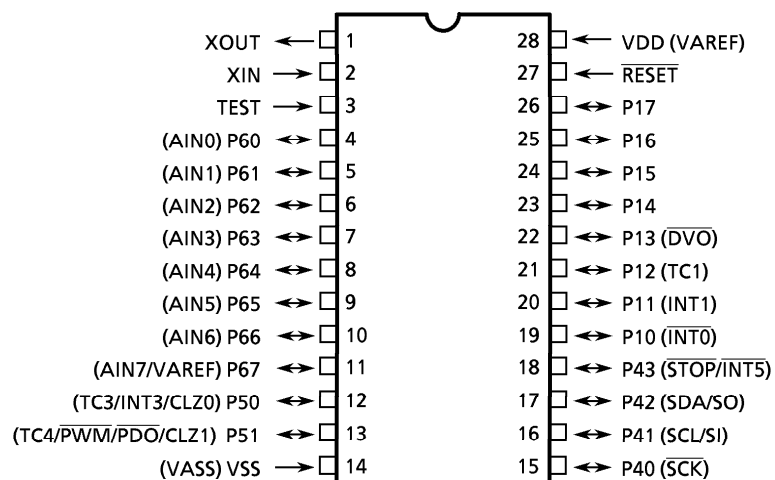 XOUT 1 28 VDD (VAREF)
XIN 2 27 RESET
TEST 3 26 P17
(AIN0) P60 4 25 P16
(AIN1) P61 5 24 P15
(AIN2) P62 6 23 P14
(AIN3) P63 7 22 P13 (DVO)
(AIN4) P64 8 21 P12 (TC1)
(AIN5) P65 9 20 P11 (INT1)
(AIN6) P66 10 19 P10 (INT0)
(AIN7/VAREF) P67 11 18 P43 (STOP/INT5)
(TC3/INT3/CLZ0) P50 12 17 P42 (SDA/SO)
(TC4/PWM/PDO/CLZ1) P51 13 16 P41 (SCL/SI)
(VASS) VSS 14 15 P40 (SCK)